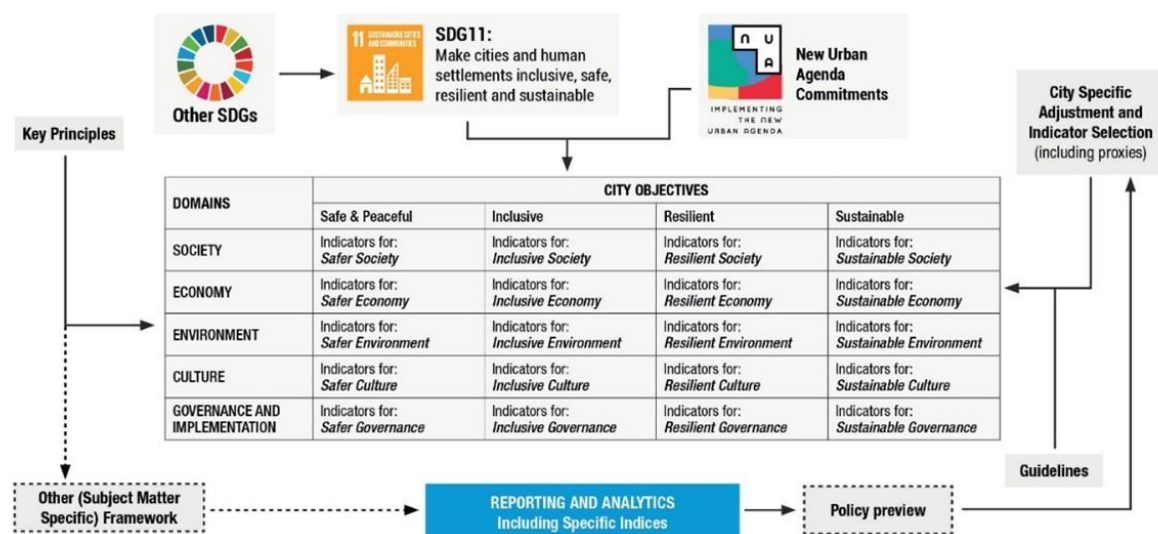 Other SDGs
11 SUSTAINABLE CITIES
AND COMMUNITIES
SDG11:
Make cities and human
settlements inclusive, safe,
resilient and sustainable
N U
A
IMPLEMENTING
THE NEW
URBAN AGENDA
New Urban
Agenda
Commitments
City Specific
Adjustment and
Indicator Selection
(including proxies)
Key Principles
DOMAINS
CITY OBJECTIVES
Safe & Peaceful
Inclusive
Resilient
Sustainable
SOCIETY
Indicators for:
Safer Society
Indicators for:
Inclusive Society
Indicators for:
Resilient Society
Indicators for:
Sustainable Society
ECONOMY
Indicators for:
Safer Economy
Indicators for:
Inclusive Economy
Indicators for:
Resilient Economy
Indicators for:
Sustainable Economy
ENVIRONMENT
Indicators for:
Safer Environment
Indicators for:
Inclusive Environment
Indicators for:
Resilient Environment
Indicators for:
Sustainable Environment
CULTURE
Indicators for:
Safer Culture
Indicators for:
Inclusive Culture
Indicators for:
Resilient Culture
Indicators for:
Sustainable Culture
GOVERNANCE AND
IMPLEMENTATION
Indicators for:
Safer Governance
Indicators for:
Inclusive Governance
Indicators for:
Resilient Governance
Indicators for:
Sustainable Governance
Guidelines
Other (Subject Matter
Specific) Framework
REPORTING AND ANALYTICS
Including Specific Indices
Policy preview